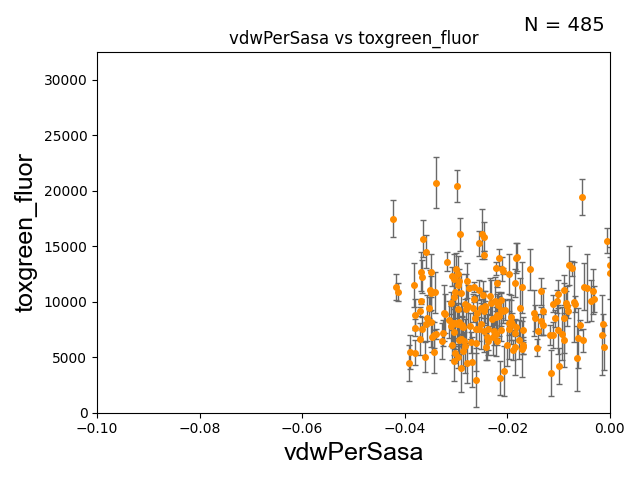 N = 485
vdwPerSasa vs toxgreen_fluor
toxgreen_fluor
30000
25000
20000
15000
10000
5000
0
−0.10 −0.08 −0.06 −0.04 −0.02 0.00
vdwPerSasa